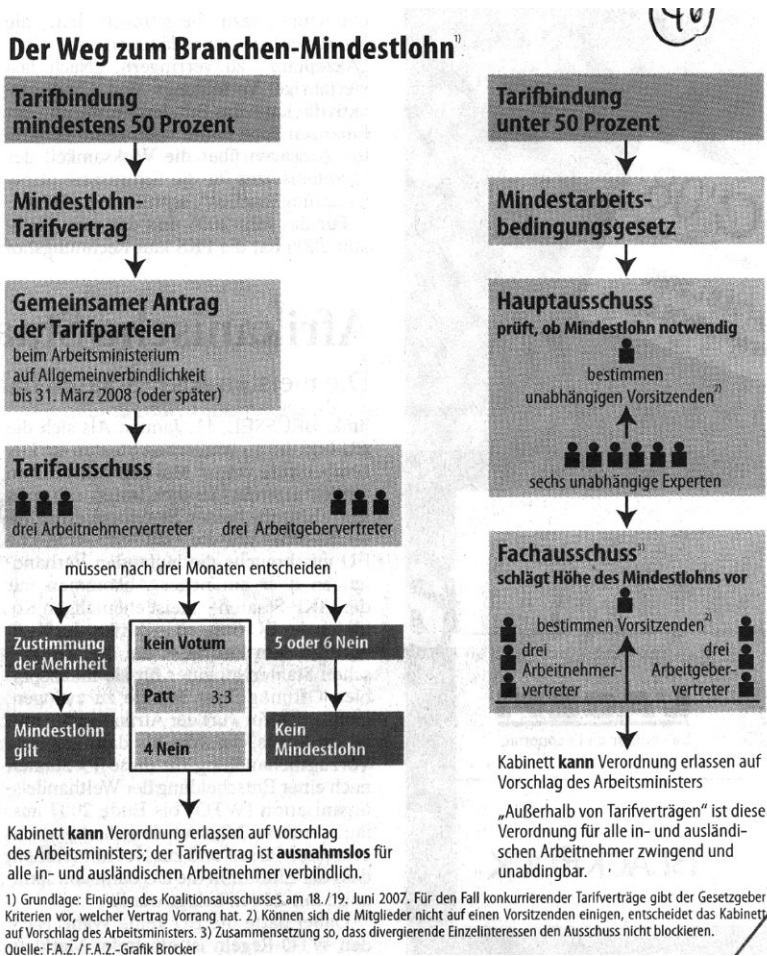 Der Weg zum Branchen-Mindestlohn¹⁾
Tarifbindung
mindestens 50 Prozent
Mindestlohn-
Tarifvertrag
Gemeinsamer Antrag
der Tarifparteien
beim Arbeitsministerium
auf Allgemeinverbindlichkeit
bis 31. März 2008 (oder später)
Tarifausschuss
drei Arbeitnehmervertreter drei Arbeitgebervertreter
müssen nach drei Monaten entscheiden
Zustimmung
der Mehrheit
Mindestlohn
gilt
kein Votum
Patt 3:3
4 Nein
5 oder 6 Nein
Kein
Mindestlohn
Kabinett kann Verordnung erlassen auf Vorschlag
des Arbeitsministers; der Tarifvertrag ist ausnahmslos für
alle in- und ausländischen Arbeitnehmer verbindlich.
Tarifbindung
unter 50 Prozent
Mindestarbeits-
bedingungsgesetz
Hauptausschuss
prüft, ob Mindestlohn notwendig
bestimmen
unabhängigen Vorsitzenden²⁾
sechs unabhängige Experten
Fachausschuss³⁾
schlägt Höhe des Mindestlohns vor
bestimmen Vorsitzenden²⁾
drei
Arbeitnehmer-
vertreter
drei
Arbeitgeber-
vertreter
Kabinett kann Verordnung erlassen auf
Vorschlag des Arbeitsministers
„Außerhalb von Tarifverträgen“ ist diese
Verordnung für alle in- und ausländi-
schen Arbeitnehmer zwingend und
unabdingbar.
1) Grundlage: Einigung des Koalitionsausschusses am 18./19. Juni 2007. Für den Fall konkurrierender Tarifverträge gibt der Gesetzgeber
Kriterien vor, welcher Vertrag Vorrang hat. 2) Können sich die Mitglieder nicht auf einen Vorsitzenden einigen, entscheidet das Kabinett
auf Vorschlag des Arbeitsministers. 3) Zusammensetzung so, dass divergierende Einzelinteressen den Ausschuss nicht blockieren.
Quelle: F.A.Z. / F.A.Z.-Grafik Brocker